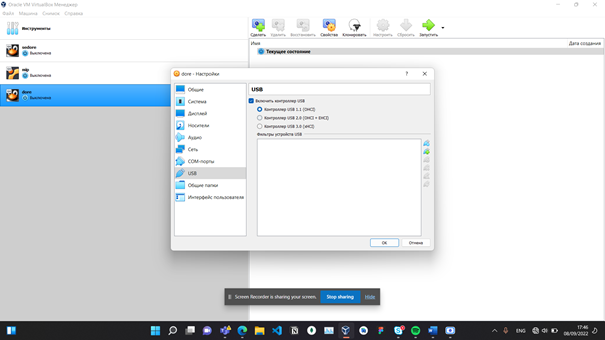 Oracle VM VirtualBox Менеджер
Файл Машина Снимок Справка
Инструменты
Сделать Удалить Восстановить Свойства Клонировать Настроить Сбросить Запустить
Имя Дата создания
Текущее состояние
Выключена
mip
Выключена
dore
Выключена
dore - Настройки
Общие
Система
Дисплей
Носители
Аудио
Сеть
COM-порты
USB
Общие папки
Интерфейс пользователя
USB
Включить контроллер USB
Контроллер USB 1.1 (OHCI)
Контроллер USB 2.0 (OHCI + EHCI)
Контроллер USB 3.0 (xHCI)
Фильтры устройств USB
OK Отмена
Screen Recorder is sharing your screen. Stop sharing Hide
ENG
17:46
08/09/2022